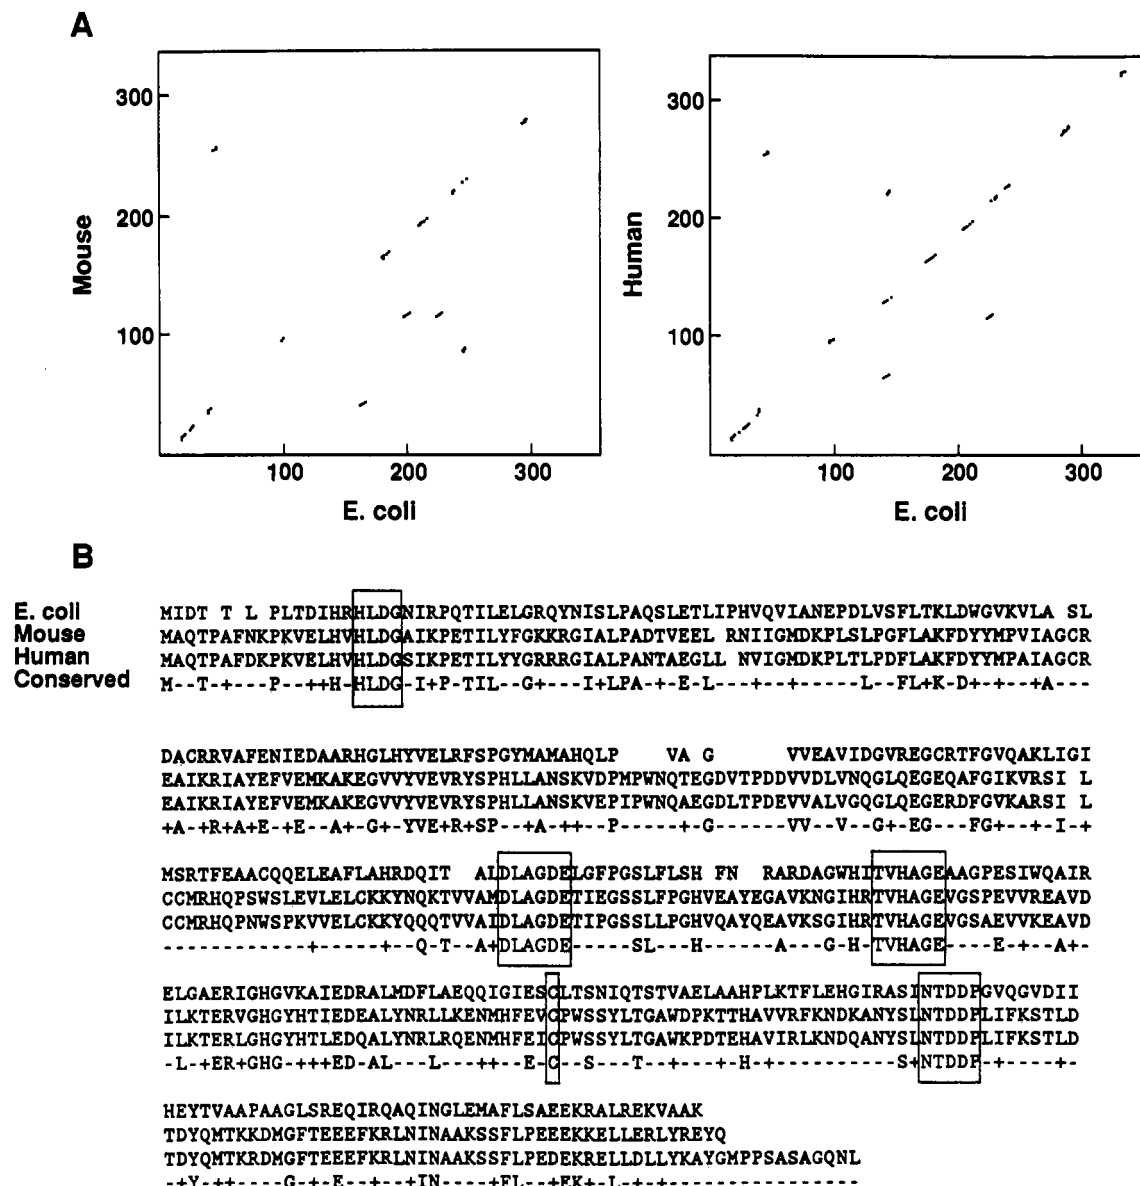 A
300
200
100
Mouse
100 200 300
E. coli
300
200
100
Human
100 200 300
E. coli
B
E. coli MIDT T L PLTDIHRHLDGNIRPQTILELGRQYNISLPAQSLETLIPHVQVIANEPDLVSFLTKLDWGVKVLA SL
Mouse MAQTPAFNKPKVELHVHLDGAIKPETILYFGKKRGIALPADTVEEL RNIIGMDKPLSLPGFLAKFDYYMPVIAGCR
Human MAQTPAFDKPKVELHVHLDGSIKPETILYYGRRRGIALPANTAEGLL NVIGMDKPLTLPDFLAKFDYYMPAIAGCR
Conserved M--T-+---P--++H-HLDG-I+P-TIL--G+---I+LPA-+-E-L---+----+-----L--FL+K-D+--+--+A---
DACRRVAFENIEDAARHGLHYVELRFSPGYMAMAHQLP VA G VVEAVIDGVREGCRTFGVQAKLIGI
EAIKRIAYEFVEMKAKEGVVYVEVRYSPHLLANSKVDPMPWNQTEGDVTPDDVVDLVNQGLQEGEQAFGIKVRSI L
EAIKRIAYEFVEMKAKEGVVYVEVRYSPHLLANSKVEPIPWNQAEGDLTPDEVVALVGQGLQEGERDFGVKARSI L
+A-+R+A+E-+E--A+-G+-YVE+R+SP--+A-++--P-----+-G------VV--V--G+-EG---FG+--+-I-+
MSRTFEAACQQELEAFLAHRDQIT ALDLAGDELGFPGSLFLSH FN RARDAGWHITVHAGEAAGPESIWQAIR
CCMRHQPSWSLEVLELCKKYNQKTVVAMDLAGDETIEGSSLFPGHVEAYEGAVKNGIHRTVHAGEVGSPEVVREAVD
CCMRHQPNWSPKVVELCKKYQQQTVVAIDLAGDETIPGSSLLPGHVQAYQEAVKSGIHRTVHAGEVGSAEVVKEAVD
------------+-----+--Q-T--A+DLAGDE-----SL---H------A---G-H-TVHAGE----E-+--A+-
ELGAERIGHGVKAIEDRALMDFLAEQQIGIESCLTSNIQTSTVAELAAHPLKTFLEHGIRASINTDDPGVQGVDII
ILKTERVGHGYHTIEDEALYNRLLKENMHFEVCPWSSYLTGAWDPKTTHAVVRFKNDKANYSLNTDDPLIFKSTLD
ILKTERLGHGYHTLEDQALYNRLRQENMHFEICPWSSYLTGAWKPDTEHAVIRLKNDQANYSLNTDDPLIFKSTLD
-L-+ER+GHG-+++ED-AL---L---++--E-C--S---T--+-----H+------------S+NTDDP------+-
HEYTVAAPAAGLSREQIRQAQINGLEMAFLSAEEKRALREKVAAK
TDYQMTKKDMGFTEEEFKRLNINAAKSSFLPEEEKKELLERLYREYQ
TDYQMTKRDMGFTEEEFKRLNINAAKSSFLPEDEKRELLDLLYKAYGMPPSASAGQNL
-+Y-++----G-+-E---+--+IN----+FL--+EK+-L-+-+----------------